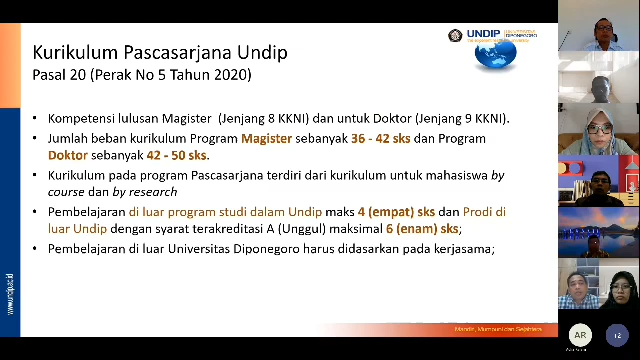 UNDIP
UNIVERSITAS
DIPONEGORO
Kurikulum Pascasarjana Undip
Pasal 20 (Perak No 5 Tahun 2020)
• Kompetensi lulusan Magister (Jenjang 8 KKNI) dan untuk Doktor (Jenjang 9 KKNI).
• Jumlah beban kurikulum Program Magister sebanyak 36 - 42 sks dan Program
Doktor sebanyak 42 - 50 sks.
• Kurikulum pada program Pascasarjana terdiri dari kurikulum untuk mahasiswa by
course dan by research
• Pembelajaran di luar program studi dalam Undip maks 4 (empat) sks dan Prodi di
luar Undip dengan syarat terakreditasi A (Unggul) maksimal 6 (enam) sks;
• Pembelajaran di luar Universitas Diponegoro harus didasarkan pada kerjasama;
www.undip.ac.id
Mandiri, Mumpuni dan Sejahtera
AR
+2